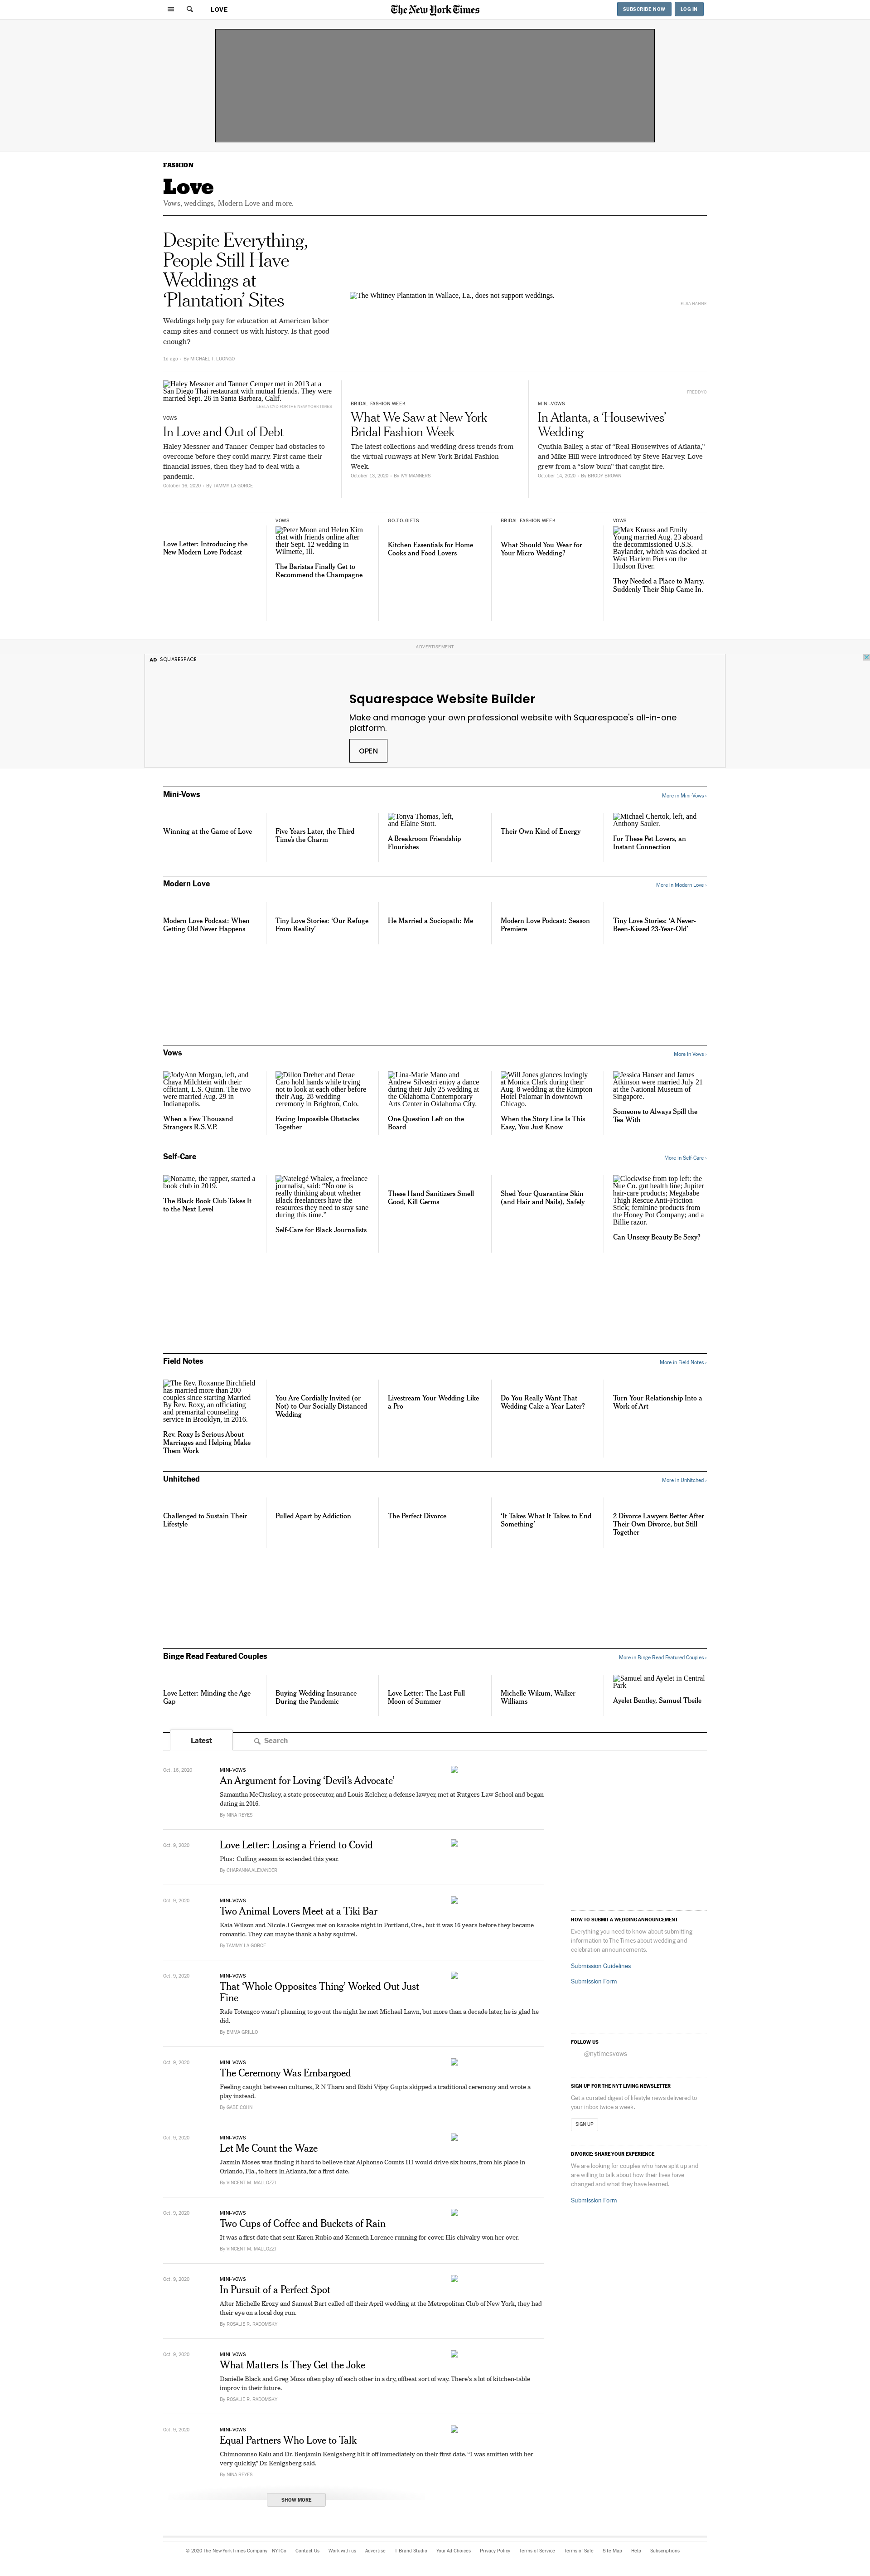 LOVE
The New York Times
SUBSCRIBE NOW
LOG IN
FASHION
Love
Vows, weddings, Modern Love and more.
Despite Everything,
People Still Have
Weddings at
‘Plantation’ Sites
Weddings help pay for education at American labor
camp sites and connect us with history. Is that good
enough?
1d ago · By MICHAEL T. LUONGO
The Whitney Plantation in Wallace, La., does not support weddings.
ELSA HAHNE
Haley Messner and Tanner Cemper met in 2013 at a
San Diego Thai restaurant with mutual friends. They were
married Sept. 26 in Santa Barbara, Calif.
VOWS
In Love and Out of Debt
Haley Messner and Tanner Cemper had obstacles to
overcome before they could marry. First came their
financial issues, then they had to deal with a
pandemic.
October 16, 2020 · By TAMMY LA GORCE
BRIDAL FASHION WEEK
What We Saw at New York
Bridal Fashion Week
The latest collections and wedding dress trends from
the virtual runways at New York Bridal Fashion
Week.
October 13, 2020 · By IVY MANNERS
MINI-VOWS
In Atlanta, a ‘Housewives’
Wedding
Cynthia Bailey, a star of “Real Housewives of Atlanta,”
and Mike Hill were introduced by Steve Harvey. Love
grew from a “slow burn” that caught fire.
October 16, 2020 · By BRODY BROWN
Love Letter: Introducing the
New Modern Love Podcast
VOWS
Peter Moon and Helen Kim
chat with friends online after
their Sept. 12 wedding in
Wilmette, Ill.
The Baristas Finally Get to
Recommend the Champagne
GO-TO-GIFTS
Kitchen Essentials for Home
Cooks and Food Lovers
BRIDAL FASHION WEEK
What Should You Wear for
Your Micro Wedding?
VOWS
Max Krauss and Emily
Young married Aug. 23 aboard
the decommissioned U.S.S.
Baylander, which was docked at
West Harlem Piers on the
Hudson River.
They Needed a Place to Marry.
Suddenly Their Ship Came In.
ADVERTISEMENT
AD SQUARESPACE
Squarespace Website Builder
Make and manage your own professional website with Squarespace's all-in-one
platform.
OPEN
Mini-Vows
More in Mini-Vows ›
Winning at the Game of Love
Five Years Later, the Third
Time’s the Charm
Tonya Thomas, left,
and Elaine Stott.
A Breakroom Friendship
Flourishes
Their Own Kind of Energy
Michael Chertok, left, and
Anthony Sauler.
For These Pet Lovers, an
Instant Connection
Modern Love
More in Modern Love ›
Modern Love Podcast: When
Getting Old Never Happens
Tiny Love Stories: ‘Our Refuge
From Reality’
He Married a Sociopath: Me
Modern Love Podcast: Season
Premiere
Tiny Love Stories: ‘A Never-
Been-Kissed 23-Year-Old’
Vows
More in Vows ›
JodyAnn Morgan, left, and
Chaya Milchtein with their
officiant, L.S. Quinn. The two
were married Aug. 29 in
Indianapolis.
When a Few Thousand
Strangers R.S.V.P.
Dillon Dreher and Derae
Caro hold hands while trying
not to look at each other before
their Aug. 28 wedding
ceremony in Brighton, Colo.
Facing Impossible Obstacles
Together
Lina-Marie Mano and
Andrew Silvestri enjoy a dance
during their July 25 wedding at
the Oklahoma Contemporary
Arts Center in Oklahoma City.
One Question Left on the
Board
Will Jones glances lovingly
at Monica Clark during their
Aug. 8 wedding at the Kimpton
Hotel Palomar in downtown
Chicago.
When the Story Line Is This
Easy, You Just Know
Jessica Hanser and James
Atkinson were married July 21
at the National Museum of
Singapore.
Someone to Always Spill the
Tea With
Self-Care
More in Self-Care ›
Noname, the rapper, started a
book club in 2019.
The Black Book Club Takes It
to the Next Level
Natelegé Whaley, a freelance
journalist, said: “No one is
really thinking about whether
Black freelancers have the
resources they need to stay sane
during this time.”
Self-Care for Black Journalists
These Hand Sanitizers Smell
Good, Kill Germs
Shed Your Quarantine Skin
(and Hair and Nails), Safely
Clockwise from top left: the
Nue Co. gut health line; Jupiter
hair-care products; Megababe
Thigh Rescue Anti-Friction
Stick; feminine products from
the Honey Pot Company; and a
Billie razor.
Can Unsexy Beauty Be Sexy?
Field Notes
More in Field Notes ›
The Rev. Roxanne Birchfield
has married more than 200
couples since starting Married
By Rev. Roxy, an officiating
and premarital counseling
service in Brooklyn, in 2016.
Rev. Roxy Is Serious About
Marriages and Helping Make
Them Work
You Are Cordially Invited (or
Not) to Our Socially Distanced
Wedding
Livestream Your Wedding Like
a Pro
Do You Really Want That
Wedding Cake a Year Later?
Turn Your Relationship Into a
Work of Art
Unhitched
More in Unhitched ›
Challenged to Sustain Their
Lifestyle
Pulled Apart by Addiction
The Perfect Divorce
‘It Takes What It Takes to End
Something’
2 Divorce Lawyers Better After
Their Own Divorce, but Still
Together
Binge Read Featured Couples
More in Binge Read Featured Couples ›
Love Letter: Minding the Age
Gap
Buying Wedding Insurance
During the Pandemic
Love Letter: The Last Full
Moon of Summer
Michelle Wikum, Walker
Williams
Samuel and Ayelet in Central
Park
Ayelet Bentley, Samuel Tbeile
Latest
Search
Oct. 16, 2020
MINI-VOWS
An Argument for Loving ‘Devil’s Advocate’
Samantha McCluskey, a state prosecutor, and Louis Keleher, a defense lawyer, met at Rutgers Law School and began
dating in 2016.
By NINA REYES
Oct. 9, 2020
Love Letter: Losing a Friend to Covid
Plus: Cuffing season is extended this year.
By CHARANNA ALEXANDER
Oct. 9, 2020
MINI-VOWS
Two Animal Lovers Meet at a Tiki Bar
Kaia Wilson and Nicole J Georges met on karaoke night in Portland, Ore., but it was 16 years before they became
romantic. They can maybe thank a baby squirrel.
By TAMMY LA GORCE
Oct. 9, 2020
MINI-VOWS
That ‘Whole Opposites Thing’ Worked Out Just
Fine
Rafe Totengco wasn’t planning to go out the night he met Michael Lawn, but more than a decade later, he is glad he
did.
By EMMA GRILLO
Oct. 9, 2020
MINI-VOWS
The Ceremony Was Embargoed
Feeling caught between cultures, R N Tharu and Rishi Vijay Gupta skipped a traditional ceremony and wrote a
play instead.
By GABE COHN
Oct. 9, 2020
MINI-VOWS
Let Me Count the Waze
Jazmin Moses was finding it hard to believe that Alphonso Counts III would drive six hours, from his place in
Orlando, Fla., to hers in Atlanta, for a first date.
By VINCENT M. MALLOZZI
Oct. 9, 2020
MINI-VOWS
Two Cups of Coffee and Buckets of Rain
It was a first date that sent Karen Rubio and Kenneth Lorence running for cover. His chivalry won her over.
By VINCENT M. MALLOZZI
Oct. 9, 2020
MINI-VOWS
In Pursuit of a Perfect Spot
After Michelle Krozy and Samuel Bart called off their April wedding at the Metropolitan Club of New York, they had
their eye on a local dog run.
By ROSALIE R. RADOMSKY
Oct. 9, 2020
MINI-VOWS
What Matters Is They Get the Joke
Danielle Black and Greg Moss often play off each other in a dry, offbeat sort of way. There’s a lot of kitchen-table
improv in their future.
By ROSALIE R. RADOMSKY
Oct. 9, 2020
MINI-VOWS
Equal Partners Who Love to Talk
Chimnomnso Kalu and Dr. Benjamin Kenigsberg hit it off immediately on their first date. “I was smitten with her
very quickly,” Dr. Kenigsberg said.
By NINA REYES
SHOW MORE
HOW TO SUBMIT A WEDDING ANNOUNCEMENT
Everything you need to know about submitting
information to The Times about wedding and
celebration announcements.
Submission Guidelines
Submission Form
FOLLOW US
@nytimesvows
SIGN UP FOR THE NYT LIVING NEWSLETTER
Get a curated digest of lifestyle news delivered to
your inbox twice a week.
SIGN UP
DIVORCE: SHARE YOUR EXPERIENCE
We are looking for couples who have split up and
are willing to talk about how their lives have
changed and what they have learned.
Submission Form
© 2020 The New York Times Company NYTCo Contact Us Work with us Advertise T Brand Studio Your Ad Choices Privacy Policy Terms of Service Terms of Sale Site Map Help Subscriptions